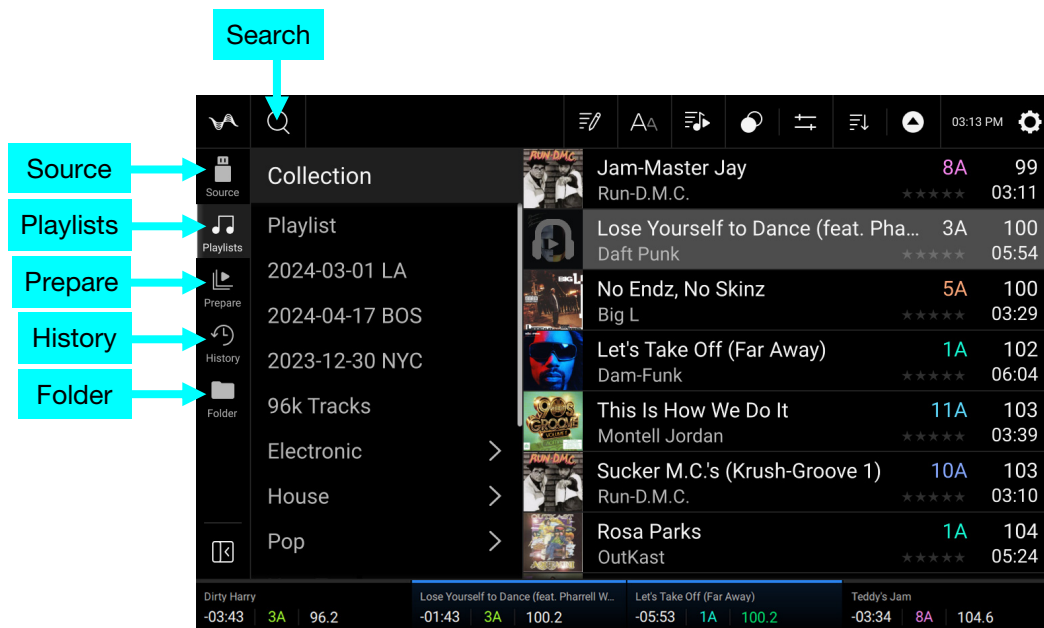 Search
03:13 PM
Source
Source
Collection
Jam-Master Jay 8A 99
Run-D.M.C. 03:11
Playlists
Playlists
Playlist
Lose Yourself to Dance (feat. Pha... 3A 100
Daft Punk 05:54
Prepare
Prepare
2024-03-01 LA
No Endz, No Skinz 5A 100
Big L 03:29
History
History
2024-04-17 BOS
2023-12-30 NYC
Let's Take Off (Far Away) 1A 102
Dam-Funk 06:04
Folder
Folder
96k Tracks
This Is How We Do It 11A 103
Montell Jordan 03:39
Electronic
House
Sucker M.C.'s (Krush-Groove 1) 10A 103
Run-D.M.C. 03:10
Pop
Rosa Parks 1A 104
OutKast 05:24
RUN-D.M.C.
BIG L
90s
GROOVE
RUN-D.M.C.
Dirty Harry
-03:43 3A 96.2
Lose Yourself to Dance (feat. Pharrell W...
-01:43 3A 100.2
Let's Take Off (Far Away)
-05:53 1A 100.2
Teddy's Jam
-03:34 8A 104.6